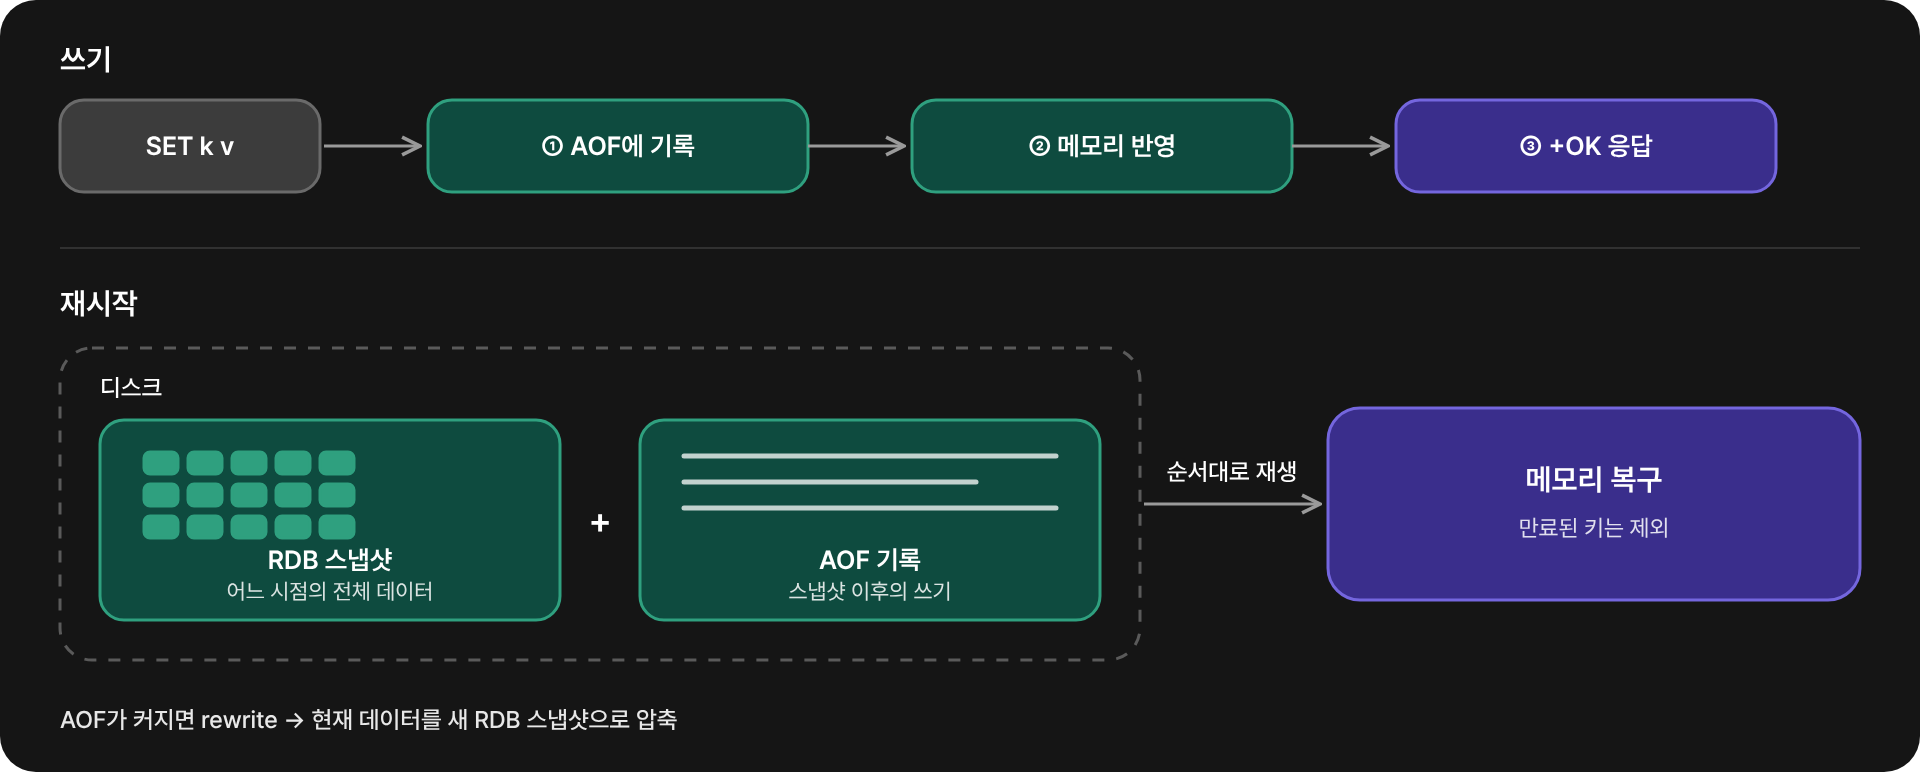 쓰기
SET k v
① AOF에 기록
② 메모리 반영
③ +OK 응답
재시작
디스크
RDB 스냅샷
어느 시점의 전체 데이터
+
AOF 기록
스냅샷 이후의 쓰기
순서대로 재생
메모리 복구
만료된 키는 제외
AOF가 커지면 rewrite → 현재 데이터를 새 RDB 스냅샷으로 압축